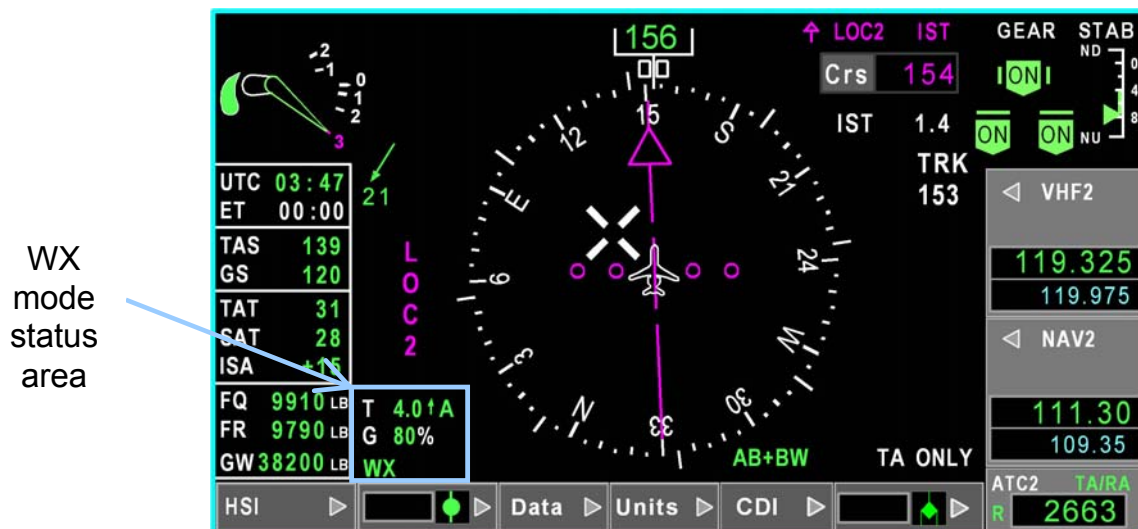 WX
mode
status
area
2
1
0
1
2
3
UTC 03:47
ET 00:00
TAS 139
GS 120
TAT 31
SAT 28
ISA +15
FQ 9910 LB
FR 9790 LB
GW 38200 LB
21
L
O
C
2
T 4.0↑A
G 80%
WX
156
12
15
S
21
24
W
30
33
N
3
6
E
LOC2 IST
Crs 154
IST 1.4
TRK
153
AB+BW
TA ONLY
GEAR
ON
ON ON
STAB
ND
0
4
8
NU
VHF2
119.325
119.975
NAV2
111.30
109.35
ATC2 TA/RA
R 2663
HSI
Data
Units
CDI